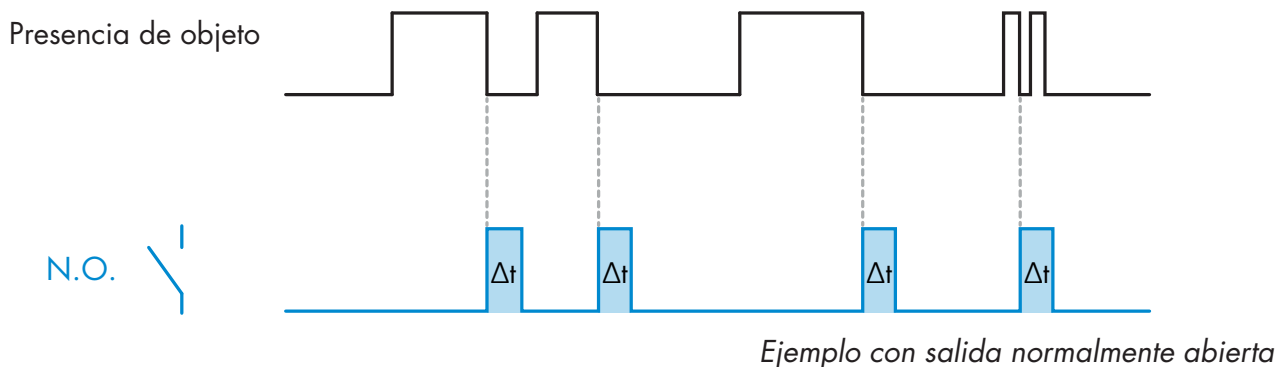 Presencia de objeto
N.O.
Δt Δt Δt Δt
Ejemplo con salida normalmente abierta